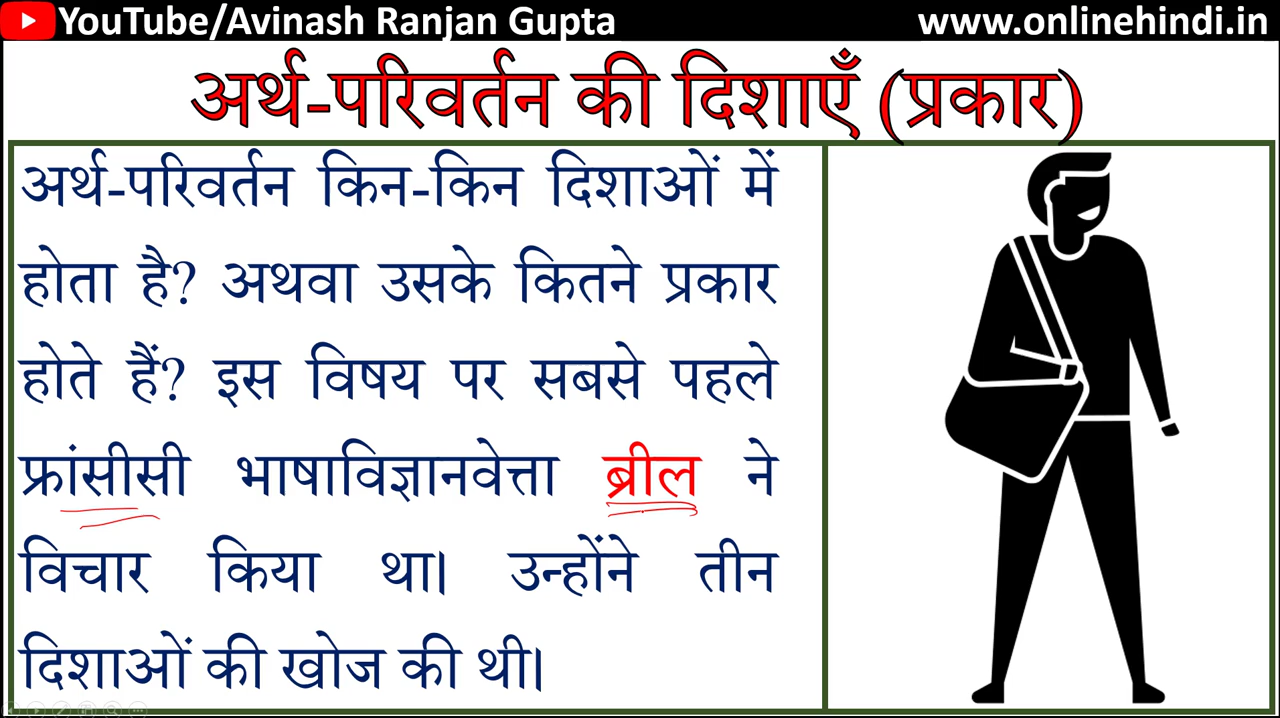 YouTube/Avinash Ranjan Gupta
www.onlinehindi.in
अर्थ-परिवर्तन की दिशाएँ (प्रकार)
अर्थ-परिवर्तन किन-किन दिशाओं में
होता है? अथवा उसके कितने प्रकार
होते हैं? इस विषय पर सबसे पहले
फ्रांसीसी भाषाविज्ञानवेत्ता ब्रील ने
विचार किया था। उन्होंने तीन
दिशाओं की खोज की थी।